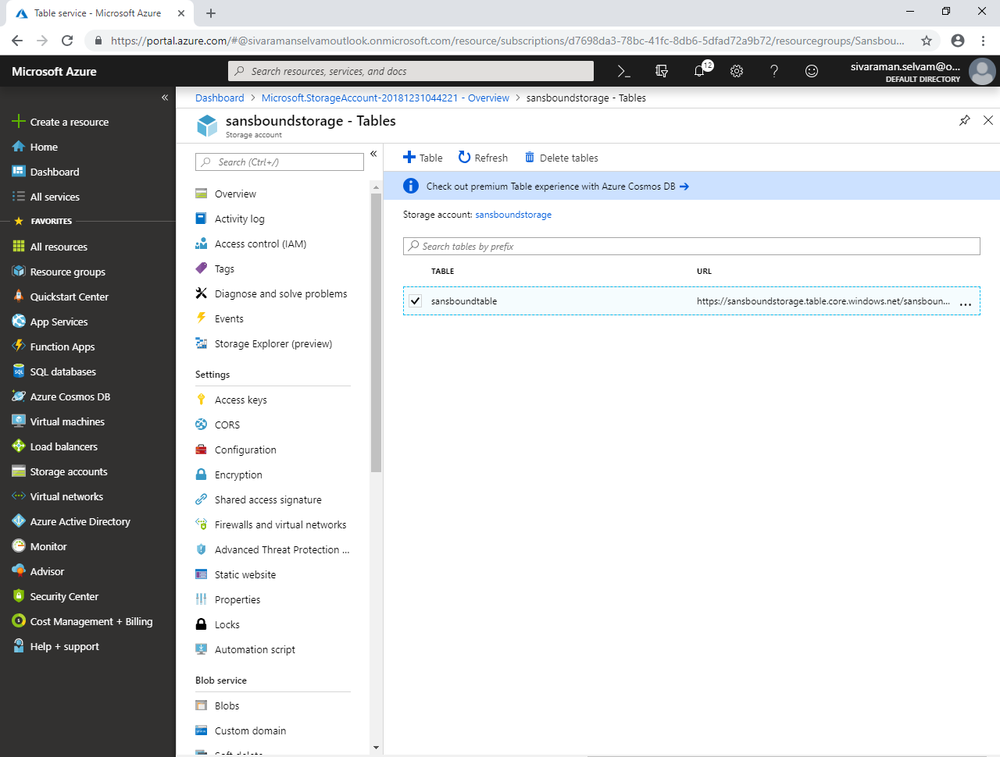 Table service - Microsoft Azure
https://portal.azure.com/#@sivaramanselvamoutlook.onmicrosoft.com/resource/subscriptions/d7698da3-78bc-41fc-8db6-5dfad72a9b72/resourcegroups/Sansbou...
Microsoft Azure
Search resources, services, and docs
12
sivaraman.selvam@o...
DEFAULT DIRECTORY
Create a resource
Home
Dashboard
All services
FAVORITES
All resources
Resource groups
Quickstart Center
App Services
Function Apps
SQL databases
Azure Cosmos DB
Virtual machines
Load balancers
Storage accounts
Virtual networks
Azure Active Directory
Monitor
Advisor
Security Center
Cost Management + Billing
Help + support
Dashboard > Microsoft.StorageAccount-20181231044221 - Overview > sansboundstorage - Tables
sansboundstorage - Tables
Storage account
Search (Ctrl+/)
Overview
Activity log
Access control (IAM)
Tags
Diagnose and solve problems
Events
Storage Explorer (preview)
Settings
Access keys
CORS
Configuration
Encryption
Shared access signature
Firewalls and virtual networks
Advanced Threat Protection ...
Static website
Properties
Locks
Automation script
Blob service
Blobs
Custom domain
Soft delete
Table
Refresh
Delete tables
Check out premium Table experience with Azure Cosmos DB
Storage account: sansboundstorage
Search tables by prefix
TABLE URL
sansboundtable https://sansboundstorage.table.core.windows.net/sansboun... ...